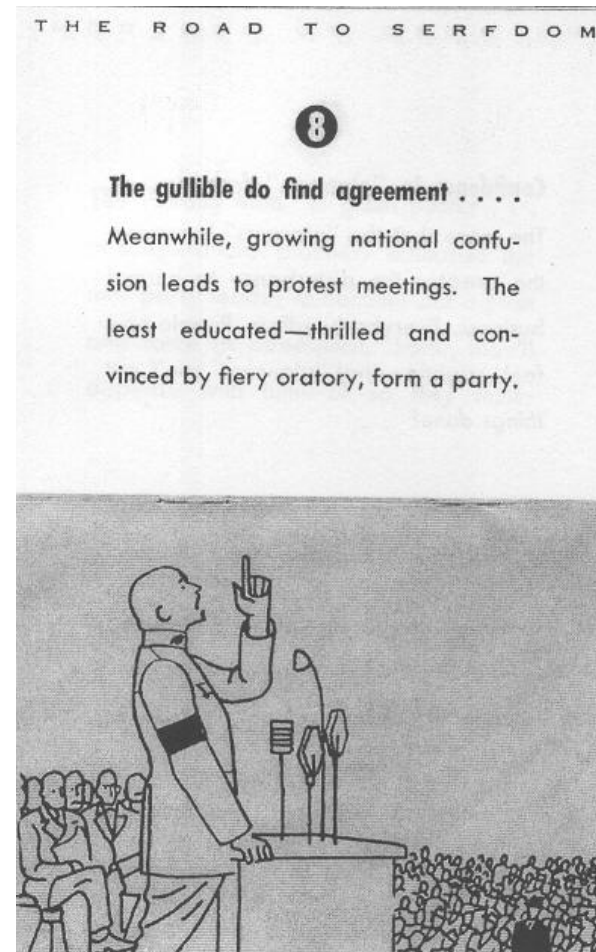 THE ROAD TO SERFDOM
8
The gullible do find agreement . . . .
Meanwhile, growing national confu-
sion leads to protest meetings. The
least educated—thrilled and con-
vinced by fiery oratory, form a party.